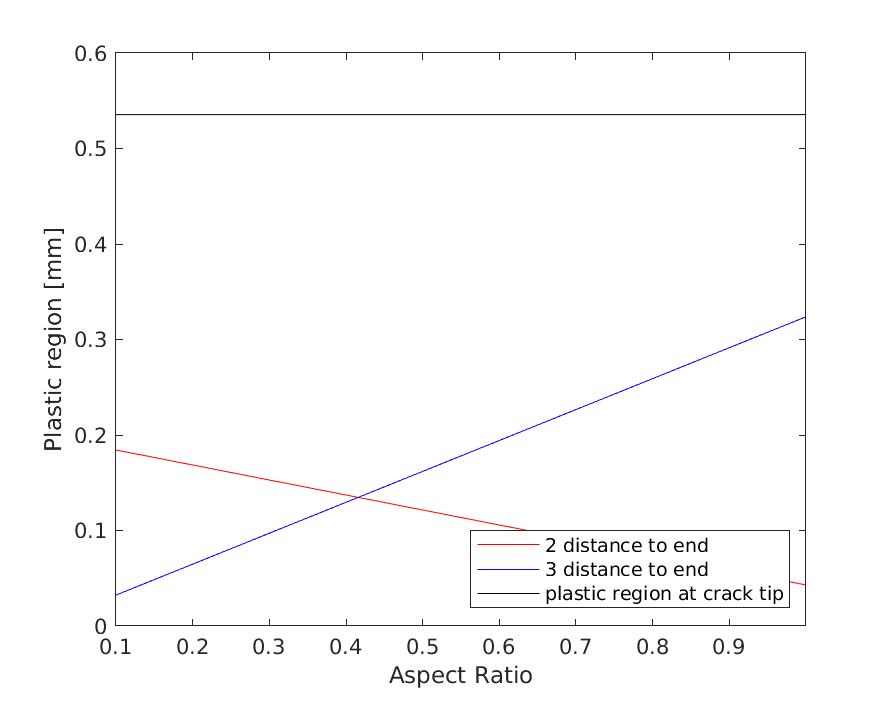 0.6
0.5
0.4
0.3
0.2
0.1
0
Plastic region [mm]
2 distance to end
3 distance to end
plastic region at crack tip
0.1 0.2 0.3 0.4 0.5 0.6 0.7 0.8 0.9
Aspect Ratio